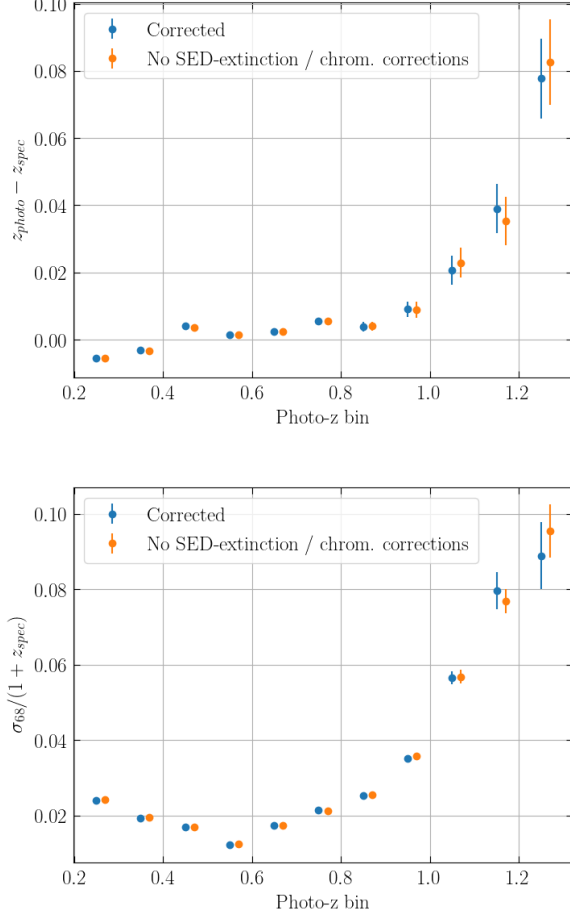 0.10
0.08
0.06
0.04
0.02
0.00
z_photo − z_spec
Corrected
No SED-extinction / chrom. corrections
0.2 0.4 0.6 0.8 1.0 1.2
Photo-z bin
0.10
0.08
0.06
0.04
0.02
σ_68/(1 + z_spec)
Corrected
No SED-extinction / chrom. corrections
0.2 0.4 0.6 0.8 1.0 1.2
Photo-z bin